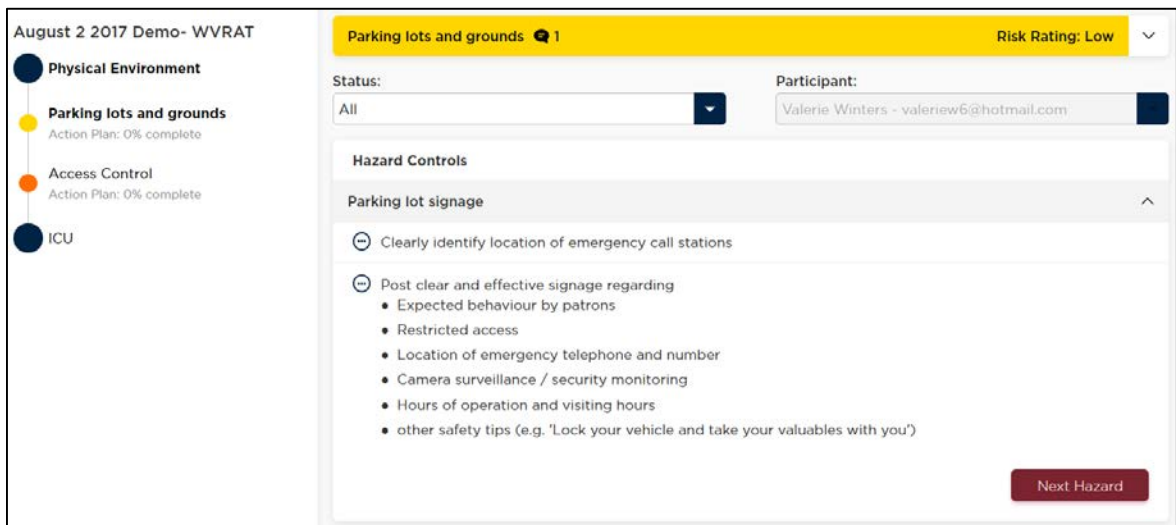 August 2 2017 Demo- WVRAT
Physical Environment
Parking lots and grounds
Action Plan: 0% complete
Access Control
Action Plan: 0% complete
ICU
Parking lots and grounds 1 Risk Rating: Low
Status: Participant:
All Valerie Winters - valeriew6@hotmail.com
Hazard Controls
Parking lot signage
Clearly identify location of emergency call stations
Post clear and effective signage regarding
• Expected behaviour by patrons
• Restricted access
• Location of emergency telephone and number
• Camera surveillance / security monitoring
• Hours of operation and visiting hours
• other safety tips (e.g. 'Lock your vehicle and take your valuables with you')
Next Hazard